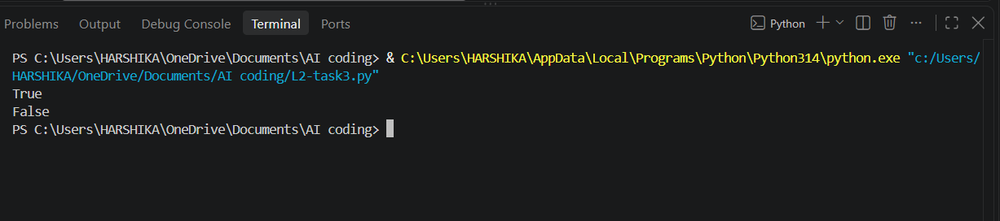 Problems Output Debug Console Terminal Ports Python
PS C:\Users\HARSHIKA\OneDrive\Documents\AI coding> & C:\Users\HARSHIKA\AppData\Local\Programs\Python\Python314\python.exe "c:/Users/
HARSHIKA/OneDrive/Documents/AI coding/L2-task3.py"
True
False
PS C:\Users\HARSHIKA\OneDrive\Documents\AI coding>